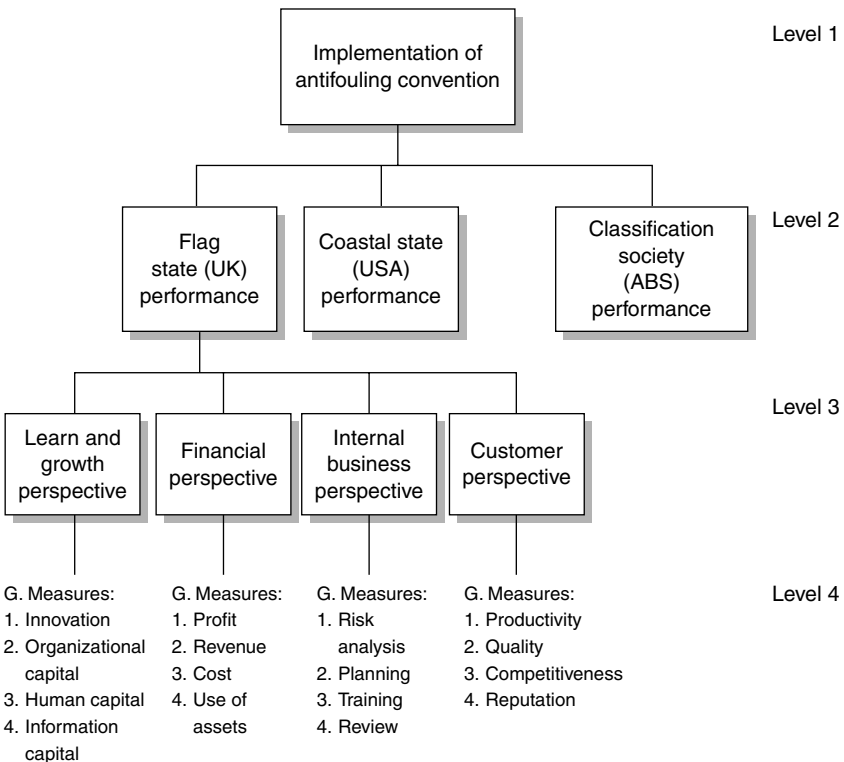 Implementation of
antifouling convention
Level 1
Flag
state (UK)
performance
Coastal state
(USA)
performance
Classification
society
(ABS)
performance
Level 2
Learn and
growth
perspective
Financial
perspective
Internal
business
perspective
Customer
perspective
Level 3
G. Measures:
1. Innovation
2. Organizational
capital
3. Human capital
4. Information
capital
G. Measures:
1. Profit
2. Revenue
3. Cost
4. Use of
assets
G. Measures:
1. Risk
analysis
2. Planning
3. Training
4. Review
G. Measures:
1. Productivity
2. Quality
3. Competitiveness
4. Reputation
Level 4